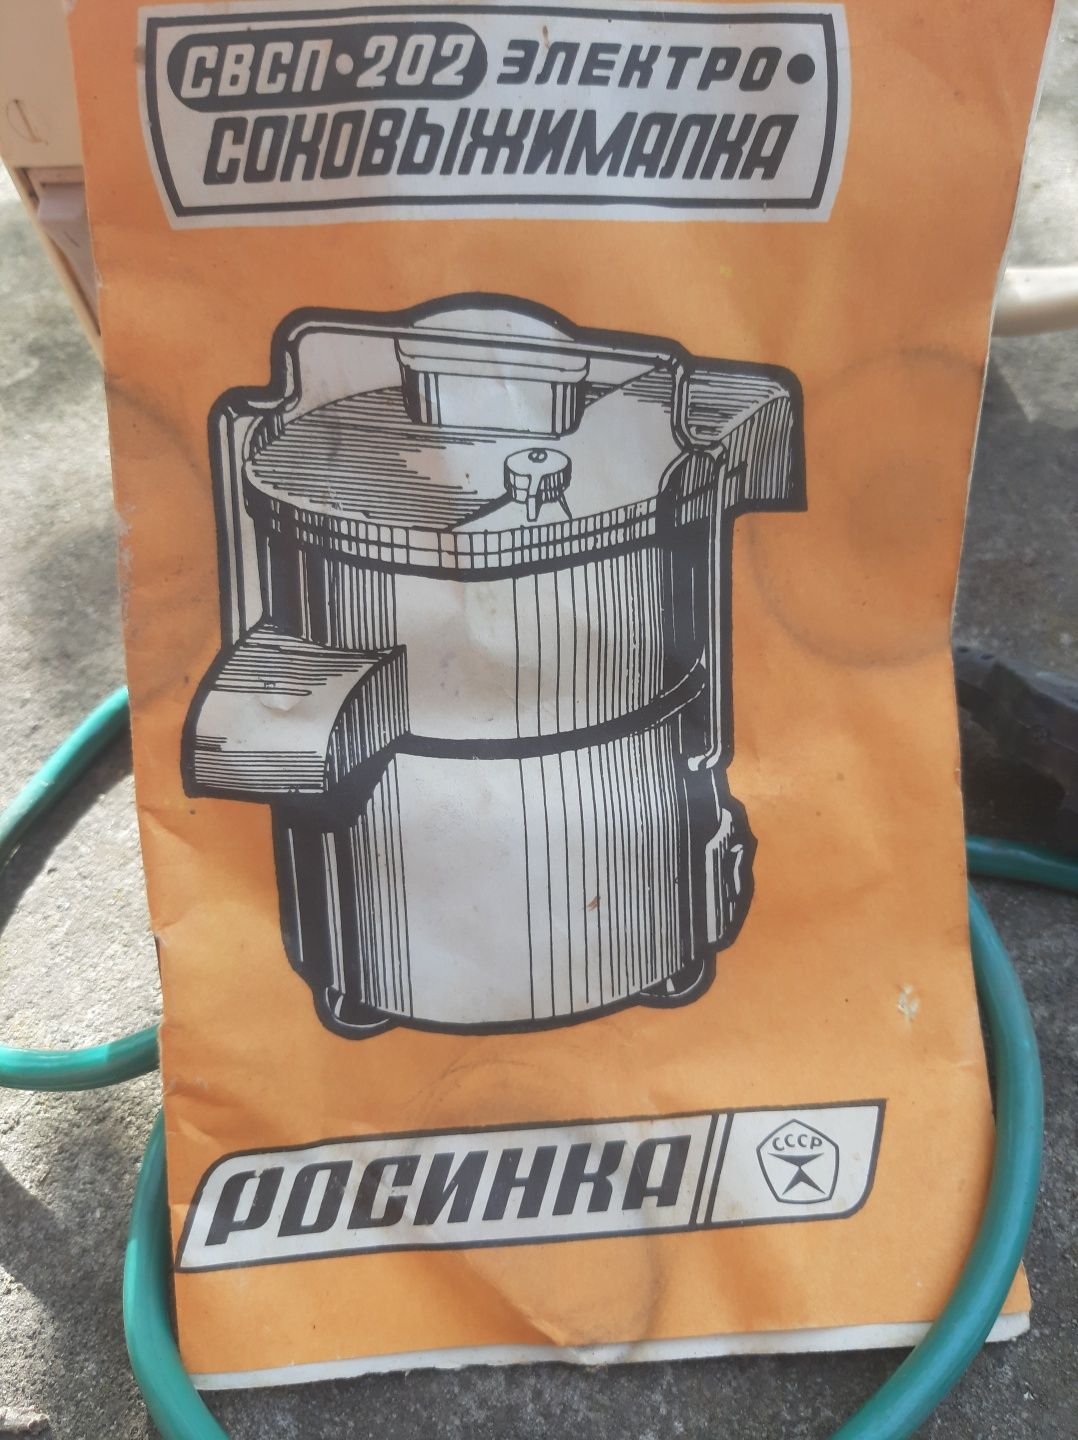 СВСП·202 ЭЛЕКТРО·
СОКОВЫЖИМАЛКА
РОСИНКА
СССР